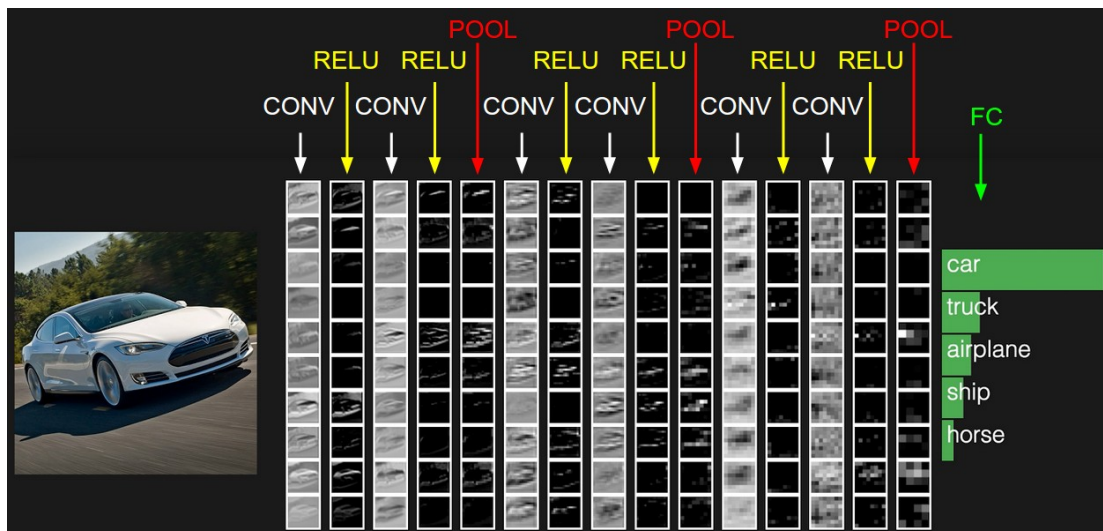 POOL POOL POOL
RELU RELU RELU RELU RELU RELU
CONV CONV CONV CONV CONV CONV
FC
car
truck
airplane
ship
horse